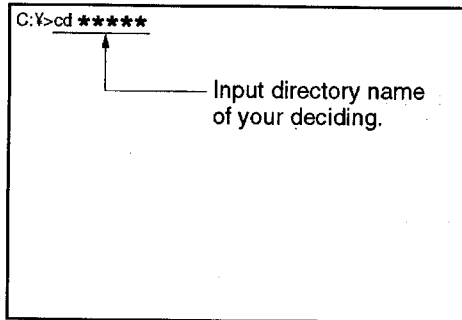 C:¥>cd *****
Input directory name
of your deciding.